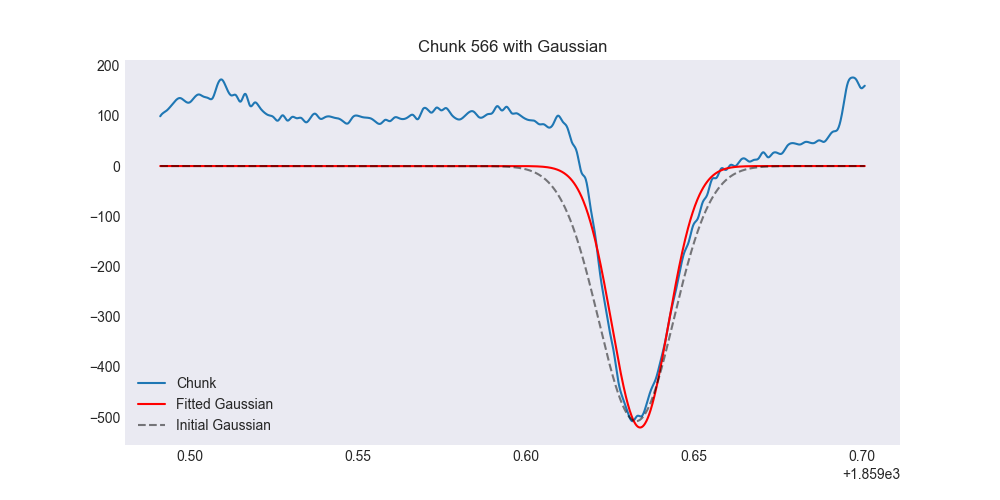 Chunk 566 with Gaussian
200
100
0
−100
−200
−300
−400
−500
Chunk
Fitted Gaussian
Initial Gaussian
0.50 0.55 0.60 0.65 0.70
+1.859e3